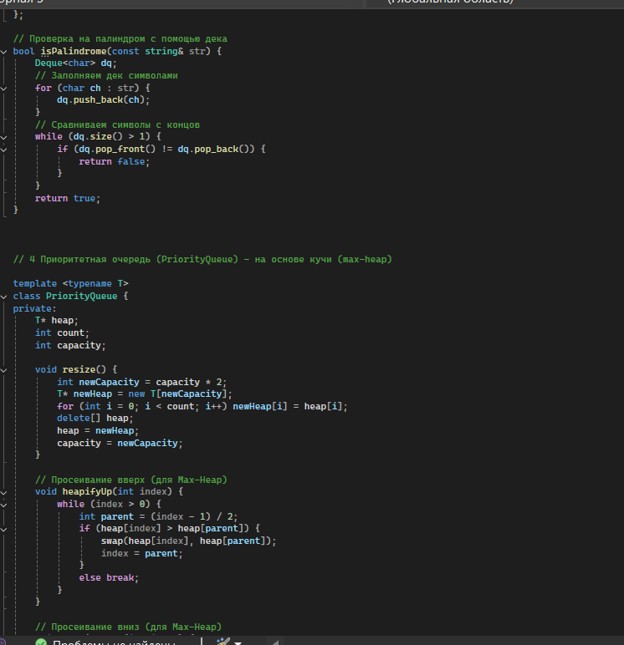 };
// Проверка на палиндром с помощью дека
bool isPalindrome(const string& str) {
    Deque<char> dq;
    // Заполняем дек символами
    for (char ch : str) {
        dq.push_back(ch);
    }
    // Сравниваем символы с концов
    while (dq.size() > 1) {
        if (dq.pop_front() != dq.pop_back()) {
            return false;
        }
    }
    return true;
}
// 4 Приоритетная очередь (PriorityQueue) – на основе кучи (max-heap)
template <typename T>
class PriorityQueue {
private:
    T* heap;
    int count;
    int capacity;
    void resize() {
        int newCapacity = capacity * 2;
        T* newHeap = new T[newCapacity];
        for (int i = 0; i < count; i++) newHeap[i] = heap[i];
        delete[] heap;
        heap = newHeap;
        capacity = newCapacity;
    }
    // Просеивание вверх (для Max-Heap)
    void heapifyUp(int index) {
        while (index > 0) {
            int parent = (index - 1) / 2;
            if (heap[index] > heap[parent]) {
                swap(heap[index], heap[parent]);
                index = parent;
            }
            else break;
        }
    }
    // Просеивание вниз (для Max-Heap)